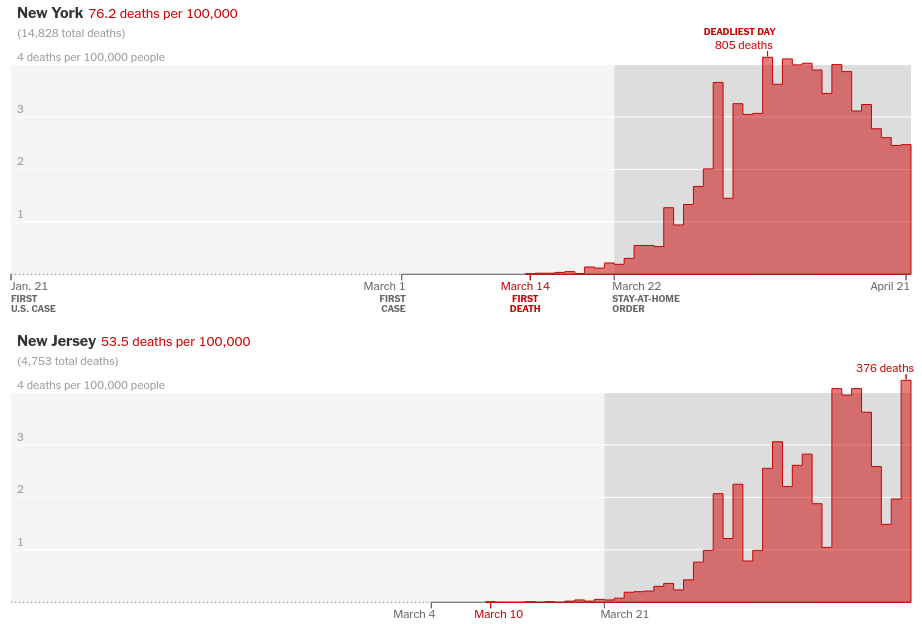 New York 76.2 deaths per 100,000
(14,828 total deaths)
DEADLIEST DAY
805 deaths
4 deaths per 100,000 people
3
2
1
Jan. 21
FIRST
U.S. CASE
March 1
FIRST
CASE
March 14
FIRST
DEATH
March 22
STAY-AT-HOME
ORDER
April 21
New Jersey 53.5 deaths per 100,000
(4,753 total deaths)
376 deaths
4 deaths per 100,000 people
3
2
1
March 4
March 10
March 21